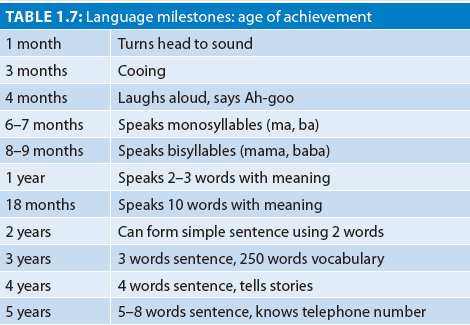 TABLE 1.7: Language milestones: age of achievement
1 month Turns head to sound
3 months Cooing
4 months Laughs aloud, says Ah-goo
6–7 months Speaks monosyllables (ma, ba)
8–9 months Speaks bisyllables (mama, baba)
1 year Speaks 2–3 words with meaning
18 months Speaks 10 words with meaning
2 years Can form simple sentence using 2 words
3 years 3 words sentence, 250 words vocabulary
4 years 4 words sentence, tells stories
5 years 5–8 words sentence, knows telephone number